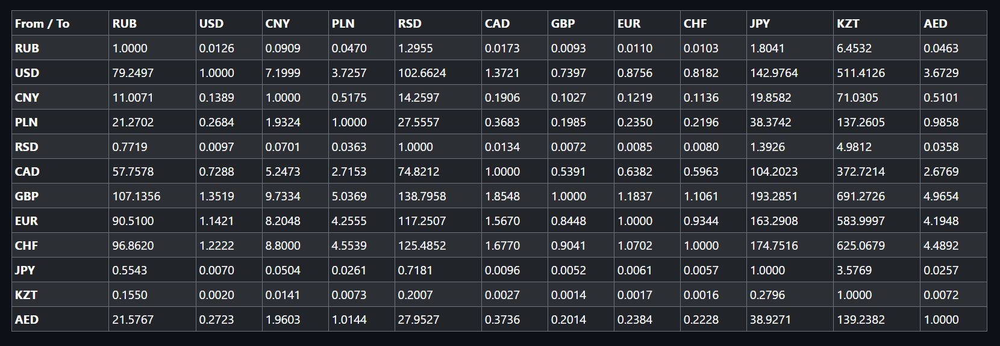 From / To RUB USD CNY PLN RSD CAD GBP EUR CHF JPY KZT AED
RUB 1.0000 0.0126 0.0909 0.0470 1.2955 0.0173 0.0093 0.0110 0.0103 1.8041 6.4532 0.0463
USD 79.2497 1.0000 7.1999 3.7257 102.6624 1.3721 0.7397 0.8756 0.8182 142.9764 511.4126 3.6729
CNY 11.0071 0.1389 1.0000 0.5175 14.2597 0.1906 0.1027 0.1219 0.1136 19.8582 71.0305 0.5101
PLN 21.2702 0.2684 1.9324 1.0000 27.5557 0.3683 0.1985 0.2350 0.2196 38.3742 137.2605 0.9858
RSD 0.7719 0.0097 0.0701 0.0363 1.0000 0.0134 0.0072 0.0085 0.0080 1.3926 4.9812 0.0358
CAD 57.7578 0.7288 5.2473 2.7153 74.8212 1.0000 0.5391 0.6382 0.5963 104.2023 372.7214 2.6769
GBP 107.1356 1.3519 9.7334 5.0369 138.7958 1.8548 1.0000 1.1837 1.1061 193.2851 691.2726 4.9654
EUR 90.5100 1.1421 8.2048 4.2555 117.2507 1.5670 0.8448 1.0000 0.9344 163.2908 583.9997 4.1948
CHF 96.8620 1.2222 8.8000 4.5539 125.4852 1.6770 0.9041 1.0702 1.0000 174.7516 625.0679 4.4892
JPY 0.5543 0.0070 0.0504 0.0261 0.7181 0.0096 0.0052 0.0061 0.0057 1.0000 3.5769 0.0257
KZT 0.1550 0.0020 0.0141 0.0073 0.2007 0.0027 0.0014 0.0017 0.0016 0.2796 1.0000 0.0072
AED 21.5767 0.2723 1.9603 1.0144 27.9527 0.3736 0.2014 0.2384 0.2228 38.9271 139.2382 1.0000